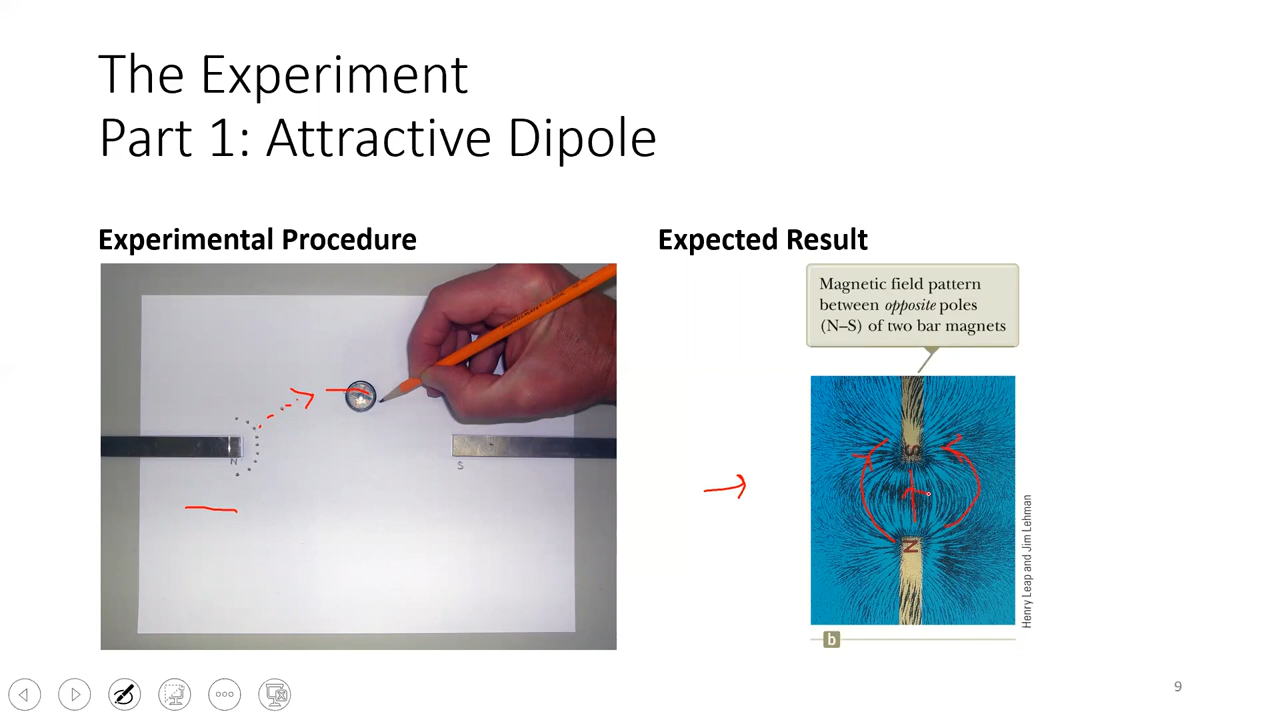 The Experiment
Part 1: Attractive Dipole
Experimental Procedure
Expected Result
Magnetic field pattern
between opposite poles
(N–S) of two bar magnets
N
S
S
N
Henry Leap and Jim Lehman
b
9